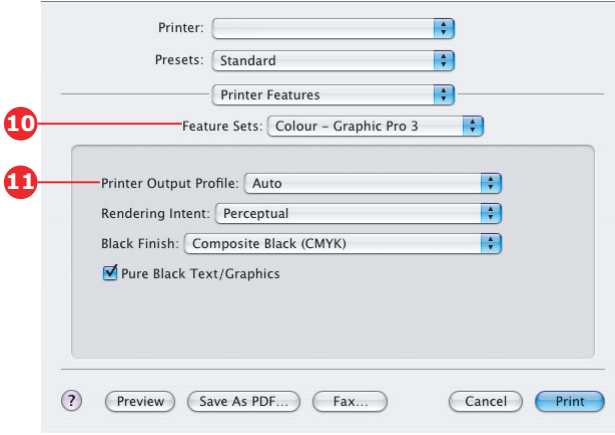 Printer:
Presets: Standard
Printer Features
10 Feature Sets: Colour – Graphic Pro 3
11 Printer Output Profile: Auto
Rendering Intent: Perceptual
Black Finish: Composite Black (CMYK)
Pure Black Text/Graphics
? Preview Save As PDF... Fax... Cancel Print